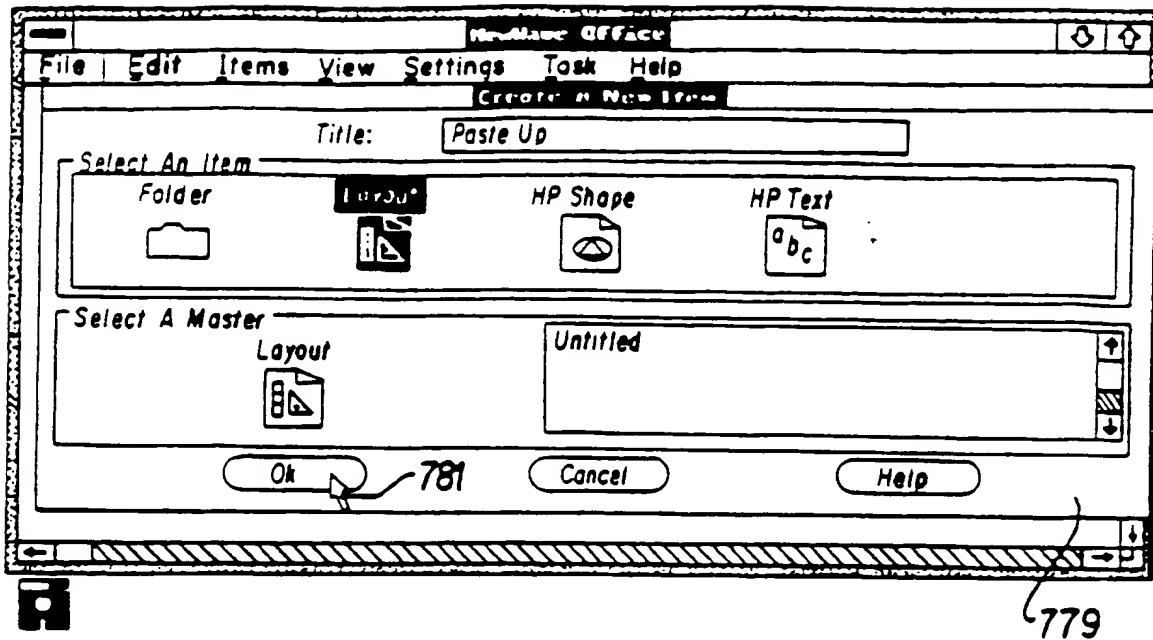 NewWave Office
File Edit Items View Settings Task Help
Create A New Item
Title: Paste Up
Select An Item
Folder Layout HP Shape HP Text
abc
Select A Master
Layout Untitled
Ok 781 Cancel Help
779